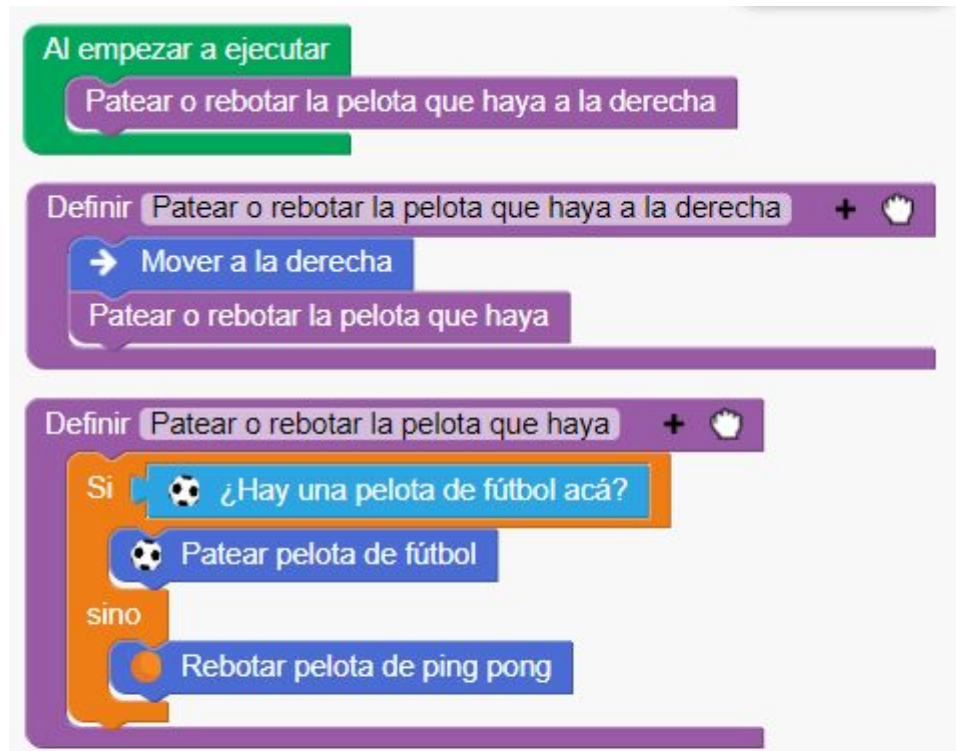 Al empezar a ejecutar
Patear o rebotar la pelota que haya a la derecha
Definir Patear o rebotar la pelota que haya a la derecha +
Mover a la derecha
Patear o rebotar la pelota que haya
Definir Patear o rebotar la pelota que haya +
Si ¿Hay una pelota de fútbol acá?
Patear pelota de fútbol
sino
Rebotar pelota de ping pong